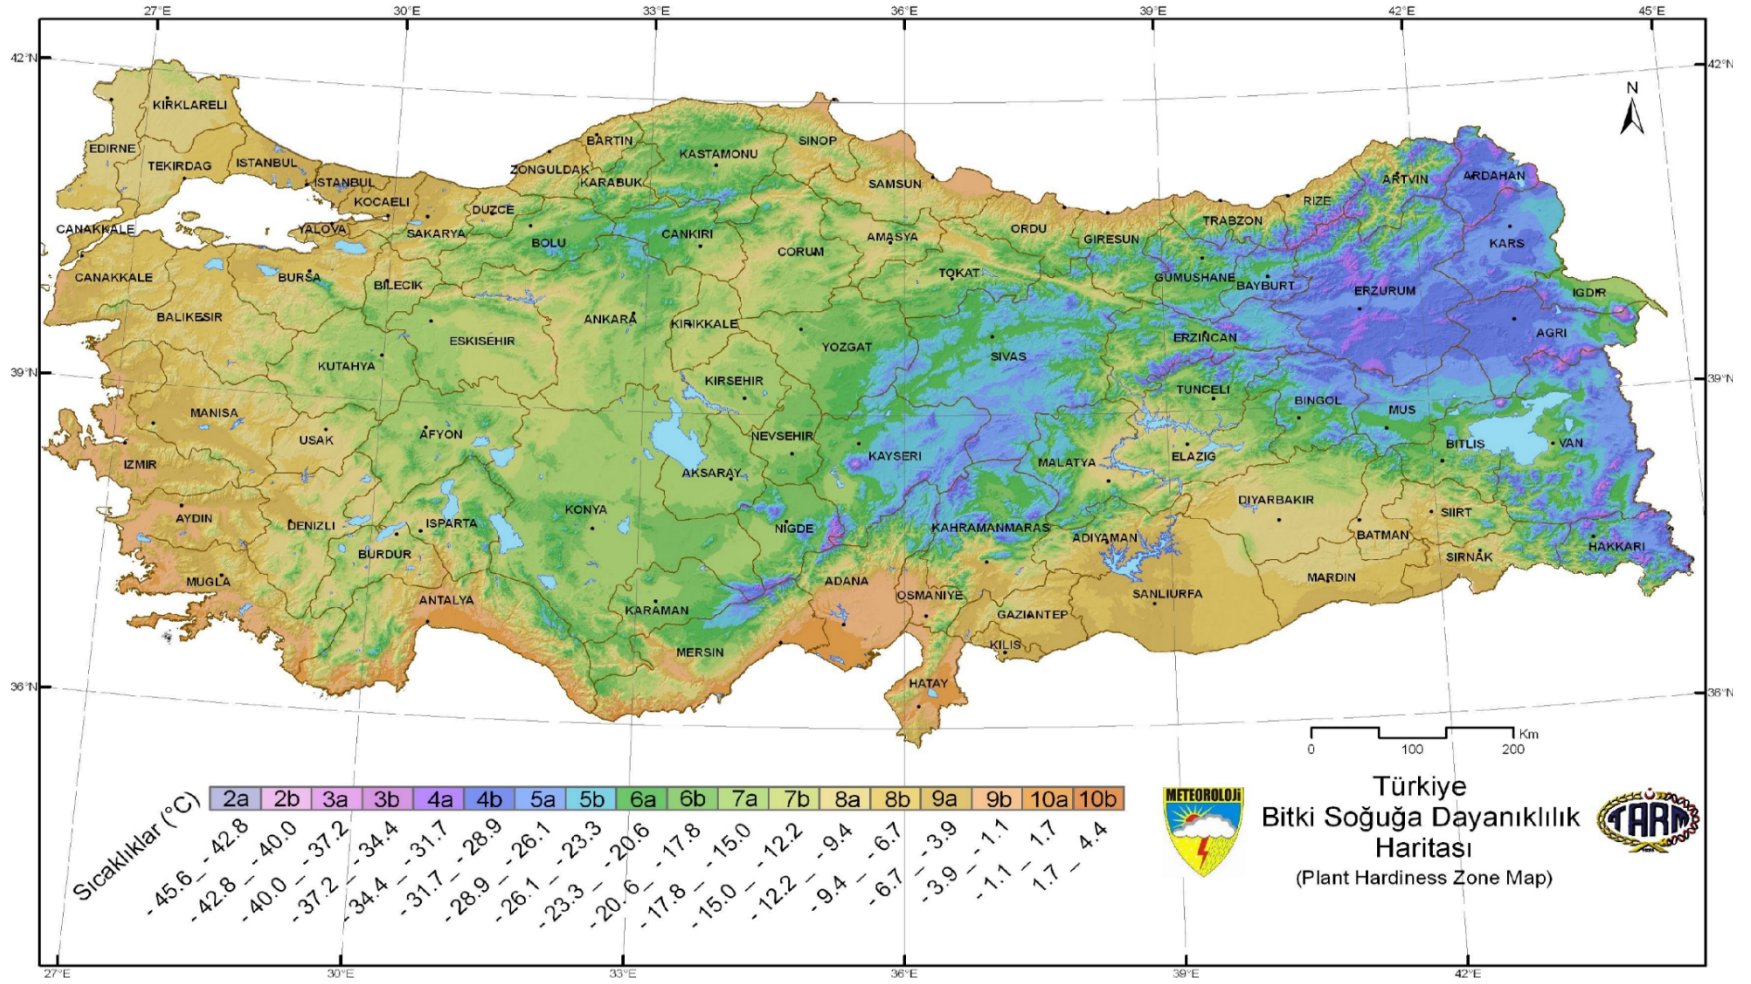 27°E 30°E 33°E 36°E 39°E 42°E 45°E
42°N 42°N
N
KIRKLARELI
EDIRNE
TEKIRDAG
ISTANBUL
ISTANBUL
KOCAELI
YALOVA
SAKARYA
DUZCE
ZONGULDAK
BARTIN
KARABUK
KASTAMONU
SINOP
SAMSUN
BOLU
CANKIRI
CORUM
AMASYA
ORDU
GIRESUN
TRABZON
RIZE
ARTVIN
ARDAHAN
KARS
CANAKKALE
CANAKKALE
BURSA
BILECIK
BALIKESIR
TOKAT
GUMUSHANE
BAYBURT
ERZURUM
IGDIR
AGRI
KUTAHYA
ESKISEHIR
ANKARA
KIRIKKALE
YOZGAT
SIVAS
ERZINCAN
39°N 39°N
MANISA
USAK
AFYON
KIRSEHIR
NEVSEHIR
KAYSERI
AKSARAY
TUNCELI
BINGOL
MUS
BITLIS
VAN
MALATYA
ELAZIG
IZMIR
AYDIN
DENIZLI
ISPARTA
BURDUR
KONYA
NIGDE
KAHRAMANMARAS
ADIYAMAN
DIYARBAKIR
SIIRT
BATMAN
SIRNAK
HAKKARI
MUGLA
ANTALYA
KARAMAN
MERSIN
ADANA
OSMANIYE
GAZIANTEP
KILIS
SANLIURFA
MARDIN
HATAY
36°N 36°N
Km
0 100 200
Sıcaklıklar (°C)
2a 2b 3a 3b 4a 4b 5a 5b 6a 6b 7a 7b 8a 8b 9a 9b 10a 10b
- 45.6 – - 42.8
- 42.8 – - 40.0
- 40.0 – - 37.2
- 37.2 – - 34.4
- 34.4 – - 31.7
- 31.7 – - 28.9
- 28.9 – - 26.1
- 26.1 – - 23.3
- 23.3 – - 20.6
- 20.6 – - 17.8
- 17.8 – - 15.0
- 15.0 – - 12.2
- 12.2 – - 9.4
- 9.4 – - 6.7
- 6.7 – - 3.9
- 3.9 – - 1.1
- 1.1 – 1.7
1.7 – 4.4
METEOROLOJİ
Türkiye
Bitki Soğuğa Dayanıklılık
Haritası
(Plant Hardiness Zone Map)
TARM
27°E 30°E 33°E 36°E 39°E 42°E